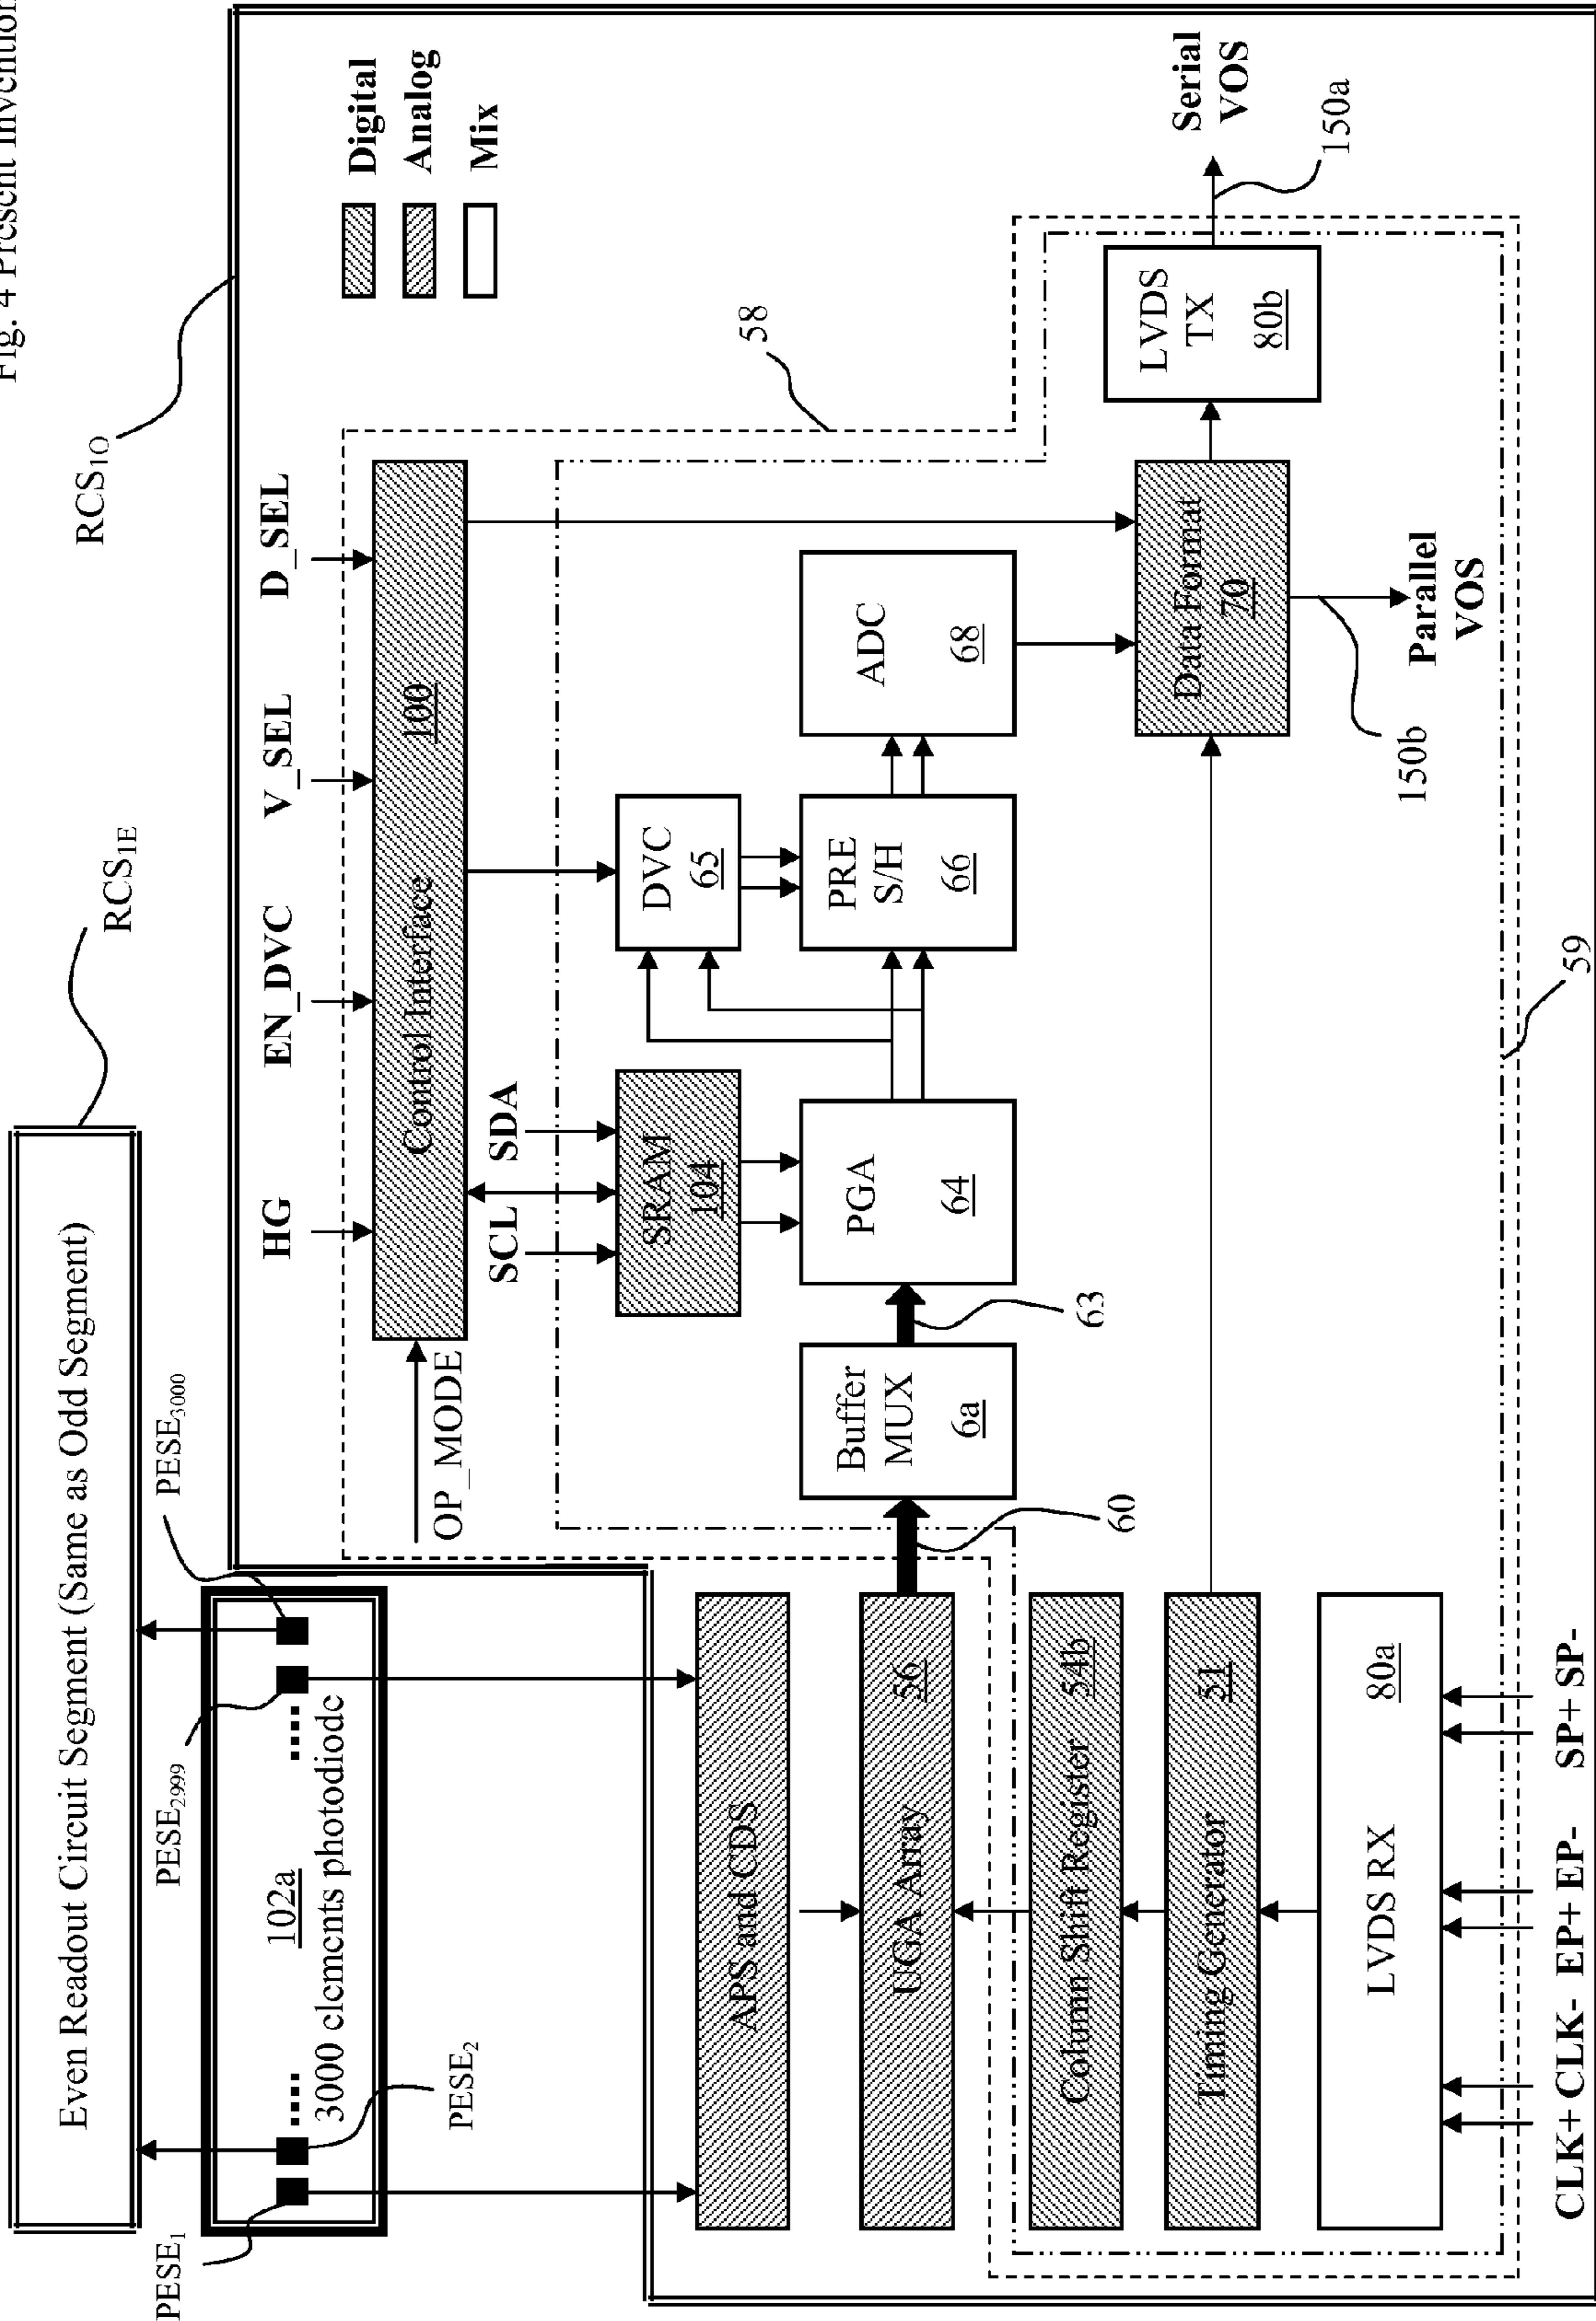 Fig. 4 Present Invention
Even Readout Circuit Segment (Same as Odd Segment)
RCS1E
RCS1O
PESE1
PESE2999
PESE3000
102a
3000 elements photodiode
PESE2
HG
EN_DVC
V_SEL
D_SEL
Digital
Analog
Mix
OP_MODE
Control Interface
100
58
SCL
SDA
SRAM
104
DVC
65
APS and CDS
UGA Array
56
60
Buffer
MUX
6a
63
PGA
64
PRE
S/H
66
ADC
68
Column Shift Register
54b
Timing Generator
51
Data Format
70
LVDS
TX
80b
Serial
VOS
150a
150b
Parallel
VOS
LVDS RX
80a
59
CLK+ CLK- EP+ EP- SP+ SP-